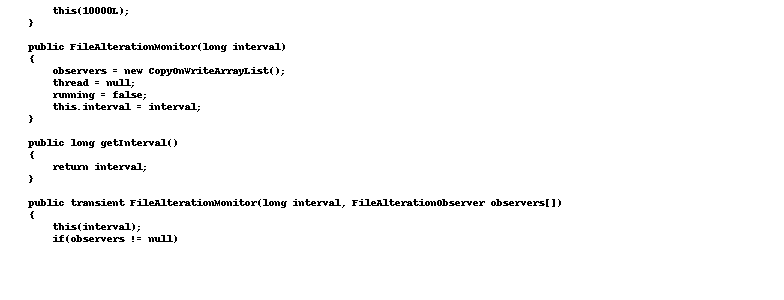 this(10000L);
}
public FileAlterationMonitor(long interval)
{
observers = new CopyOnWriteArrayList();
thread = null;
running = false;
this.interval = interval;
}
public long getInterval()
{
return interval;
}
public transient FileAlterationMonitor(long interval, FileAlterationObserver observers[])
{
this(interval);
if(observers != null)